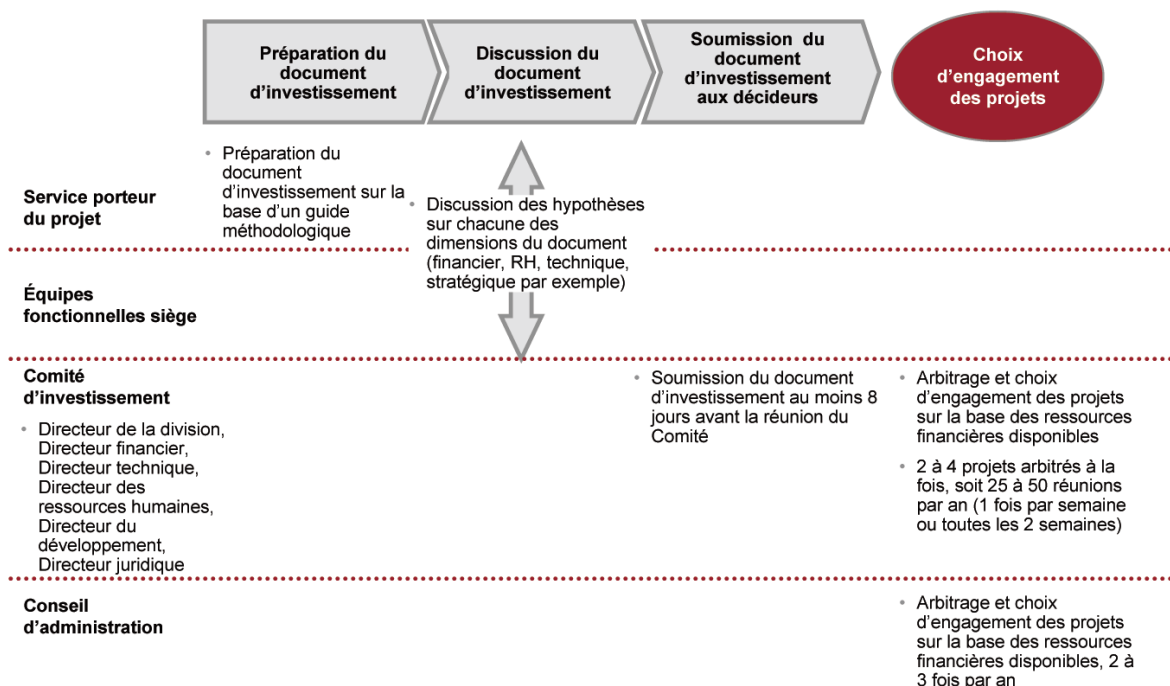 Préparation du
document
d'investissement
Discussion du
document
d'investissement
Soumission du
document
d'investissement
aux décideurs
Choix
d'engagement
des projets
Service porteur
du projet
• Préparation du
document
d'investissement sur la
base d'un guide
méthodologique
• Discussion des hypothèses
sur chacune des
dimensions du document
(financier, RH, technique,
stratégique par exemple)
Équipes
fonctionnelles siège
Comité
d'investissement
• Directeur de la division,
Directeur financier,
Directeur technique,
Directeur des
ressources humaines,
Directeur du
développement,
Directeur juridique
• Soumission du document
d'investissement au moins 8
jours avant la réunion du
Comité
• Arbitrage et choix
d'engagement des projets
sur la base des ressources
financières disponibles
• 2 à 4 projets arbitrés à la
fois, soit 25 à 50 réunions
par an (1 fois par semaine
ou toutes les 2 semaines)
Conseil
d'administration
• Arbitrage et choix
d'engagement des projets
sur la base des ressources
financières disponibles, 2 à
3 fois par an